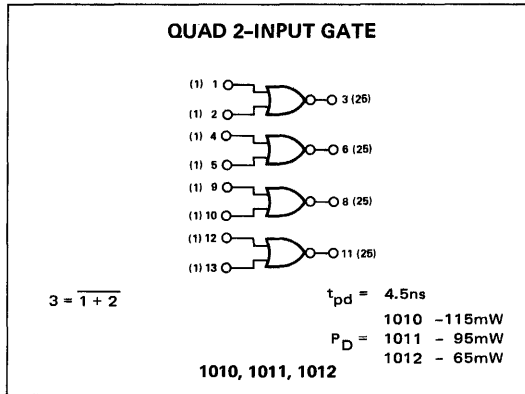 QUAD 2-INPUT GATE
(1) 1
3 (25)
(1) 2
(1) 4
6 (25)
(1) 5
(1) 9
8 (25)
(1) 10
(1) 12
11 (25)
(1) 13
3 = 1 + 2
tpd = 4.5ns
1010 -115mW
PD = 1011 - 95mW
1012 - 65mW
1010, 1011, 1012